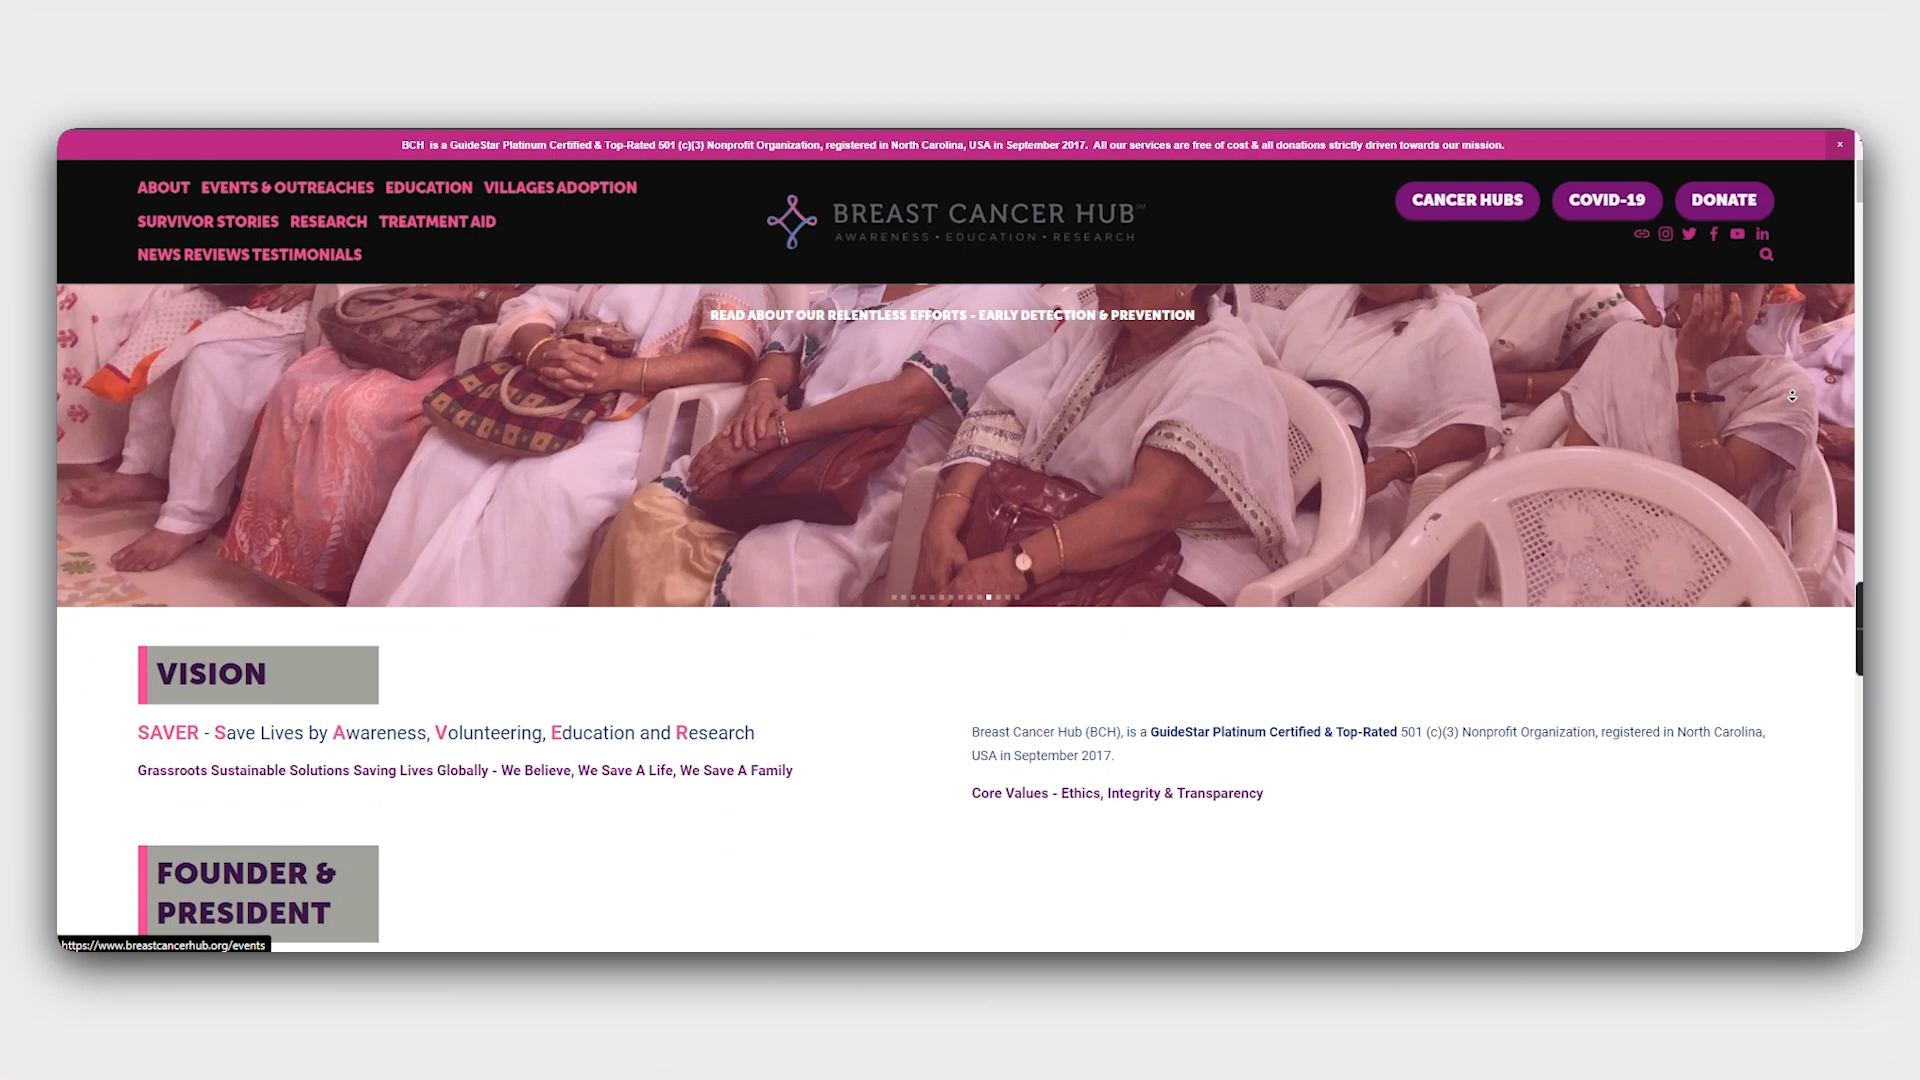 BCH is a GuideStar Platinum Certified & Top-Rated 501 (c)(3) Nonprofit Organization, registered in North Carolina, USA in September 2017. All our services are free of cost & all donations strictly driven towards our mission.
×
ABOUT EVENTS & OUTREACHES EDUCATION VILLAGES ADOPTION
SURVIVOR STORIES RESEARCH TREATMENT AID
NEWS REVIEWS TESTIMONIALS
BREAST CANCER HUB SM
AWARENESS • EDUCATION • RESEARCH
CANCER HUBS COVID-19 DONATE
READ ABOUT OUR RELENTLESS EFFORTS - EARLY DETECTION & PREVENTION
VISION
SAVER - Save Lives by Awareness, Volunteering, Education and Research
Grassroots Sustainable Solutions Saving Lives Globally - We Believe, We Save A Life, We Save A Family
Breast Cancer Hub (BCH), is a GuideStar Platinum Certified & Top-Rated 501 (c)(3) Nonprofit Organization, registered in North Carolina,
USA in September 2017.
Core Values - Ethics, Integrity & Transparency
FOUNDER &
PRESIDENT
https://www.breastcancerhub.org/events